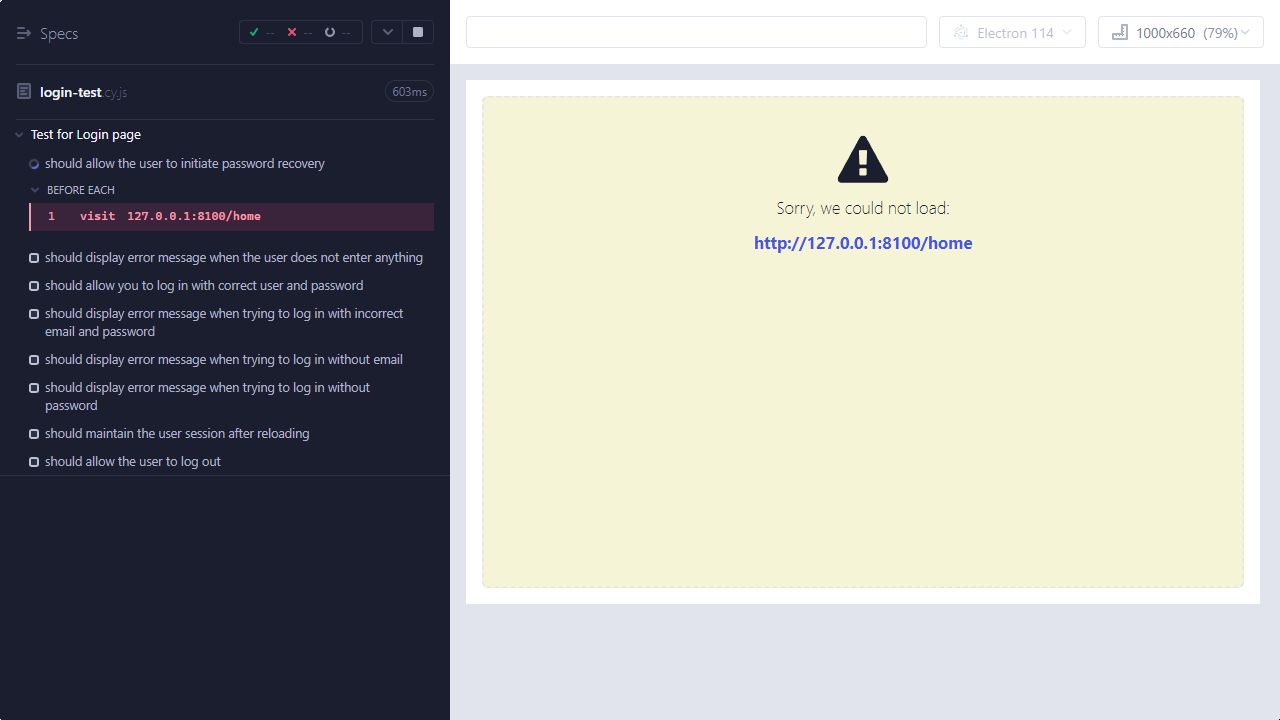 Specs
--
--
--
login-test.cy.js
603ms
Test for Login page
should allow the user to initiate password recovery
BEFORE EACH
1 visit 127.0.0.1:8100/home
should display error message when the user does not enter anything
should allow you to log in with correct user and password
should display error message when trying to log in with incorrect
email and password
should display error message when trying to log in without email
should display error message when trying to log in without
password
should maintain the user session after reloading
should allow the user to log out
Electron 114
1000x660 (79%)
Sorry, we could not load:
http://127.0.0.1:8100/home